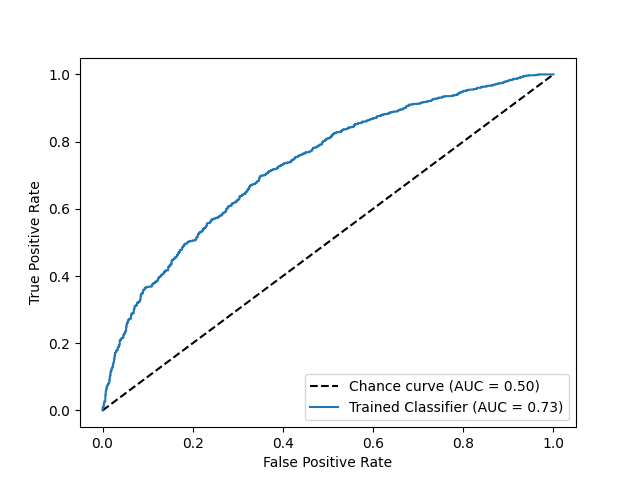 1.0
0.8
0.6
0.4
0.2
0.0
True Positive Rate
Chance curve (AUC = 0.50)
Trained Classifier (AUC = 0.73)
0.0 0.2 0.4 0.6 0.8 1.0
False Positive Rate